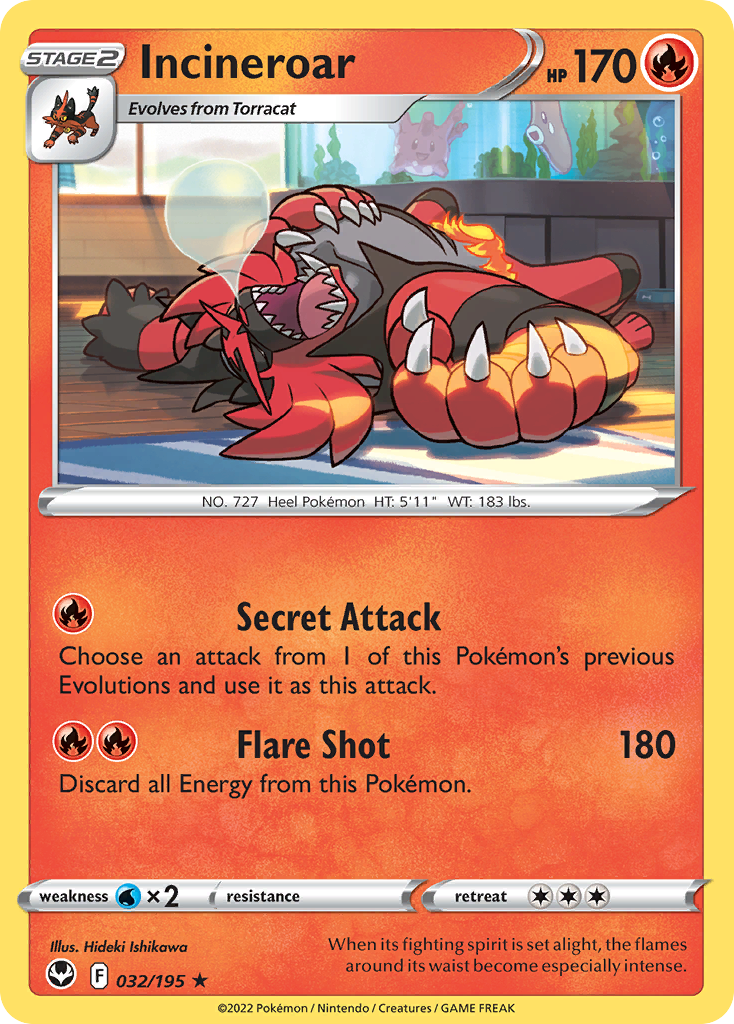 STAGE 2
Incineroar
HP 170
Evolves from Torracat
NO. 727 Heel Pokémon HT: 5'11" WT: 183 lbs.
Secret Attack
Choose an attack from 1 of this Pokémon's previous
Evolutions and use it as this attack.
Flare Shot 180
Discard all Energy from this Pokémon.
weakness ×2 resistance retreat
Illus. Hideki Ishikawa
When its fighting spirit is set alight, the flames
around its waist become especially intense.
F 032/195 ★
©2022 Pokémon / Nintendo / Creatures / GAME FREAK